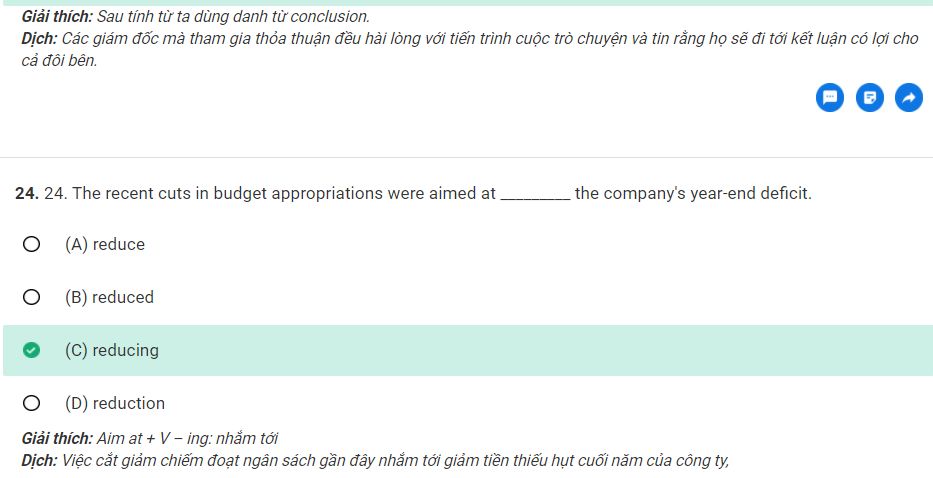 Giải thích: Sau tính từ ta dùng danh từ conclusion.
Dịch: Các giám đốc mà tham gia thỏa thuận đều hài lòng với tiến trình cuộc trò chuyện và tin rằng họ sẽ đi tới kết luận có lợi cho
cả đôi bên.
24. 24. The recent cuts in budget appropriations were aimed at _________ the company's year-end deficit.
(A) reduce
(B) reduced
(C) reducing
(D) reduction
Giải thích: Aim at + V – ing: nhắm tới
Dịch: Việc cắt giảm chiếm đoạt ngân sách gần đây nhắm tới giảm tiền thiếu hụt cuối năm của công ty,